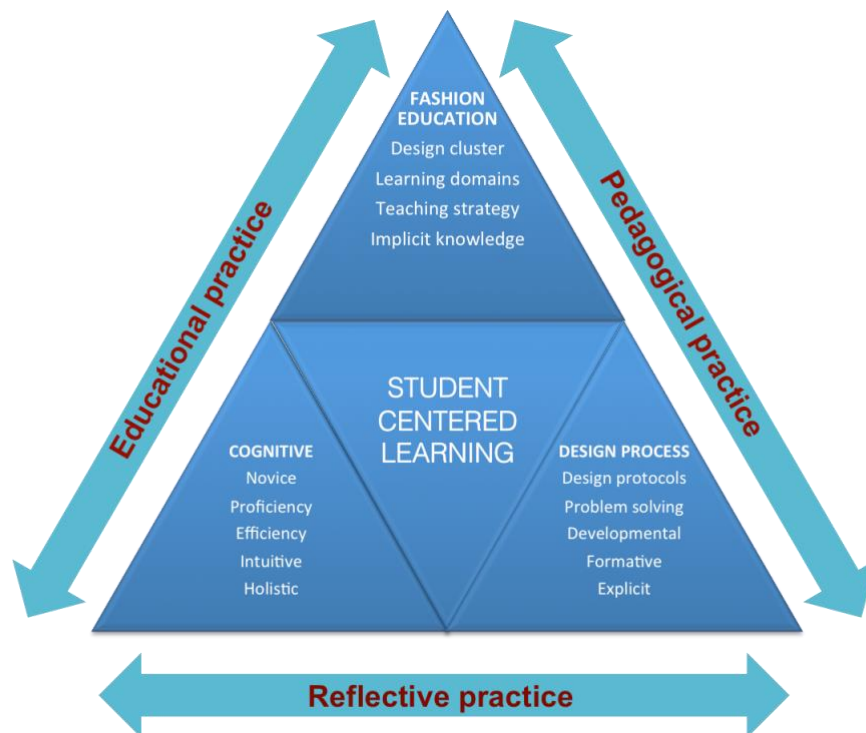 FASHION
EDUCATION
Design cluster
Learning domains
Teaching strategy
Implicit knowledge
Educational practice
Pedagogical practice
STUDENT
CENTERED
LEARNING
COGNITIVE
Novice
Proficiency
Efficiency
Intuitive
Holistic
DESIGN PROCESS
Design protocols
Problem solving
Developmental
Formative
Explicit
Reflective practice